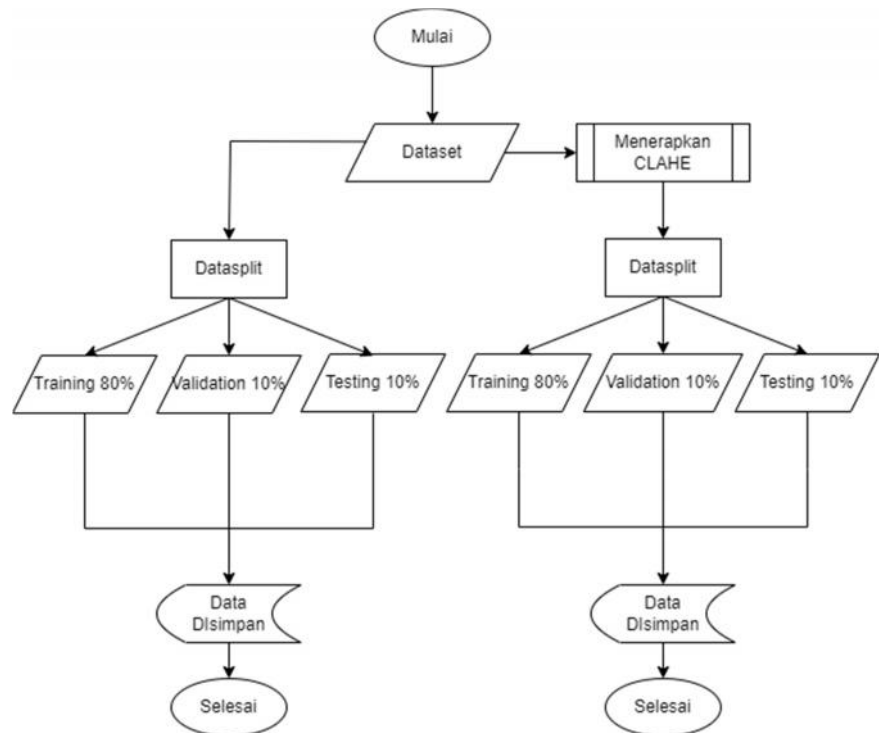 Mulai
Dataset
Menerapkan
CLAHE
Datasplit
Datasplit
Training 80%
Validation 10%
Testing 10%
Training 80%
Validation 10%
Testing 10%
Data
DIsimpan
Data
DIsimpan
Selesai
Selesai